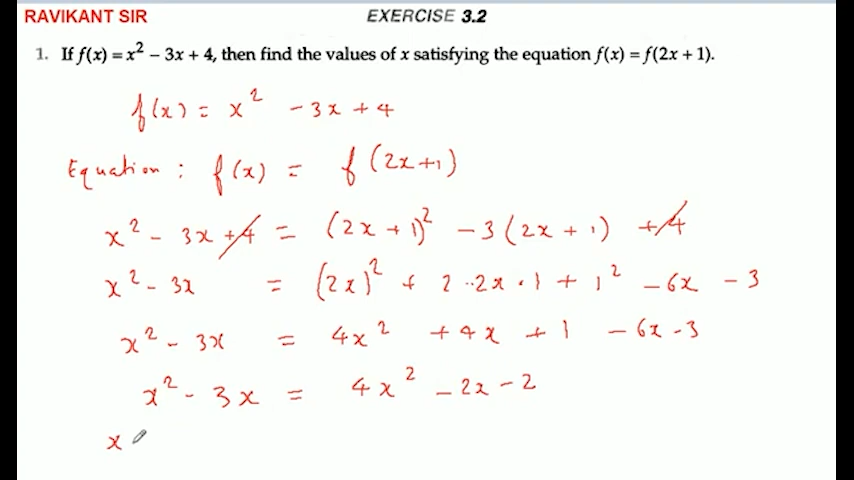 RAVIKANT SIR
EXERCISE 3.2
1. If f(x) = x² − 3x + 4, then find the values of x satisfying the equation f(x) = f(2x + 1).
f(x) = x² − 3x + 4
Equation : f(x) = f(2x+1)
x² − 3x + 4 = (2x + 1)² − 3(2x + 1) + 4
x² − 3x = (2x)² + 2·2x·1 + 1² − 6x − 3
x² − 3x = 4x² + 4x + 1 − 6x − 3
x² − 3x = 4x² − 2x − 2
x